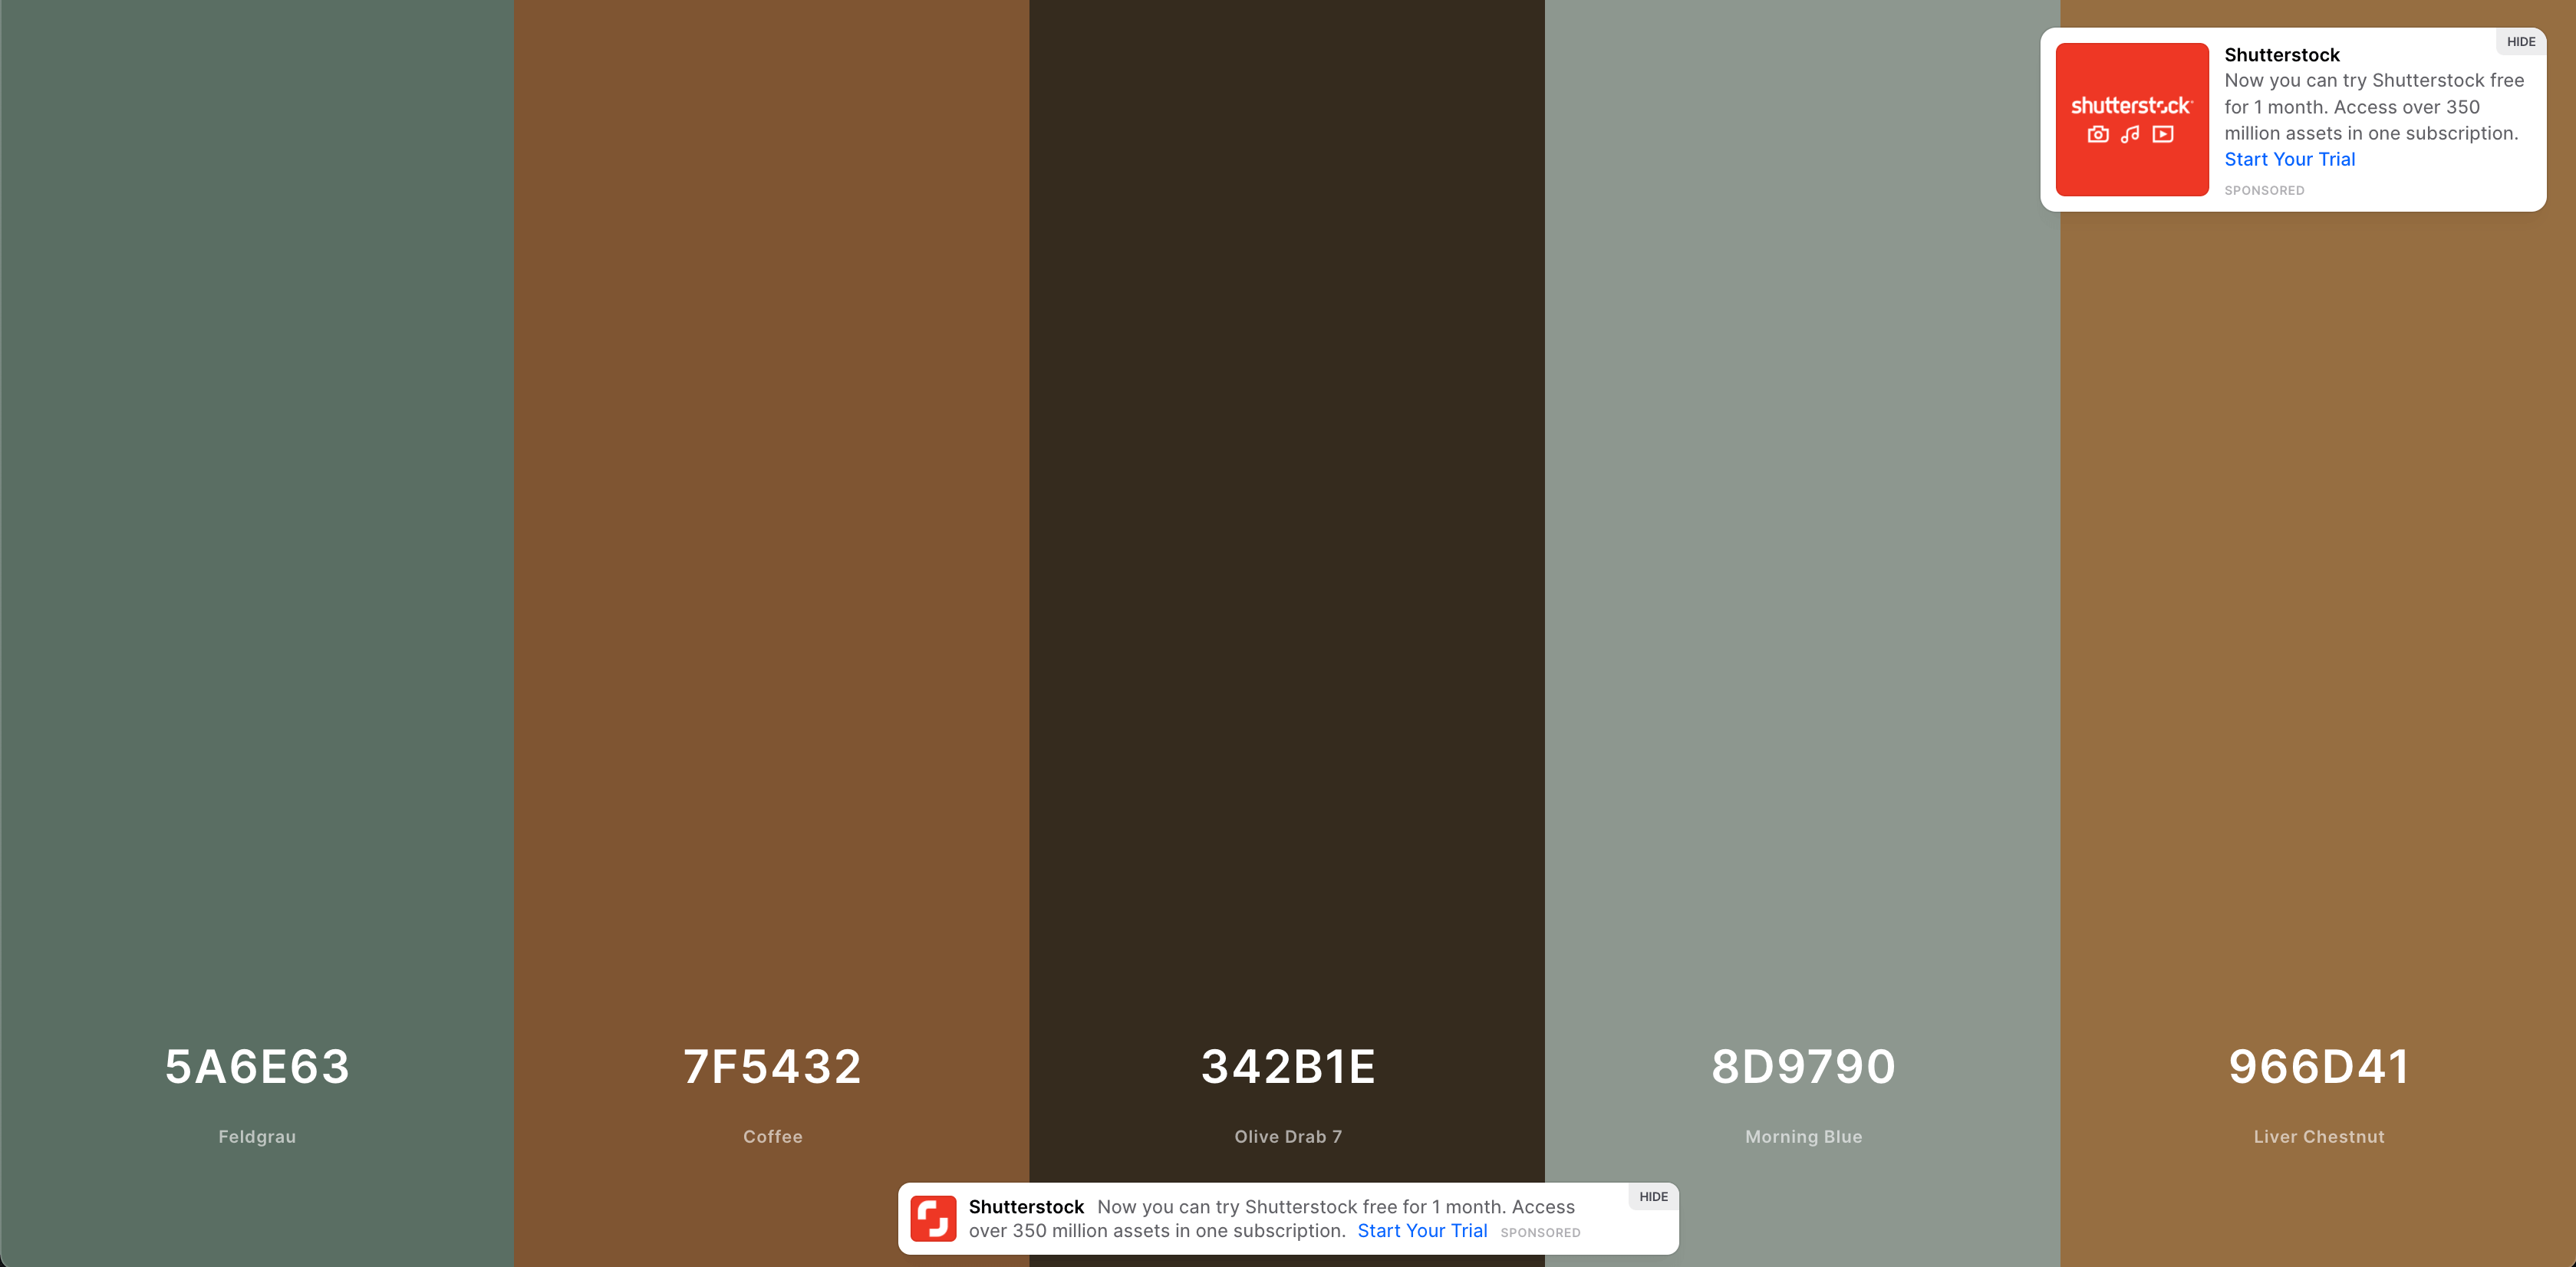 HIDE
Shutterstock
Now you can try Shutterstock free
for 1 month. Access over 350
million assets in one subscription.
Start Your Trial
SPONSORED
shutterstock
5A6E63
Feldgrau
7F5432
Coffee
342B1E
Olive Drab 7
8D9790
Morning Blue
966D41
Liver Chestnut
HIDE
Shutterstock Now you can try Shutterstock free for 1 month. Access
over 350 million assets in one subscription. Start Your Trial SPONSORED